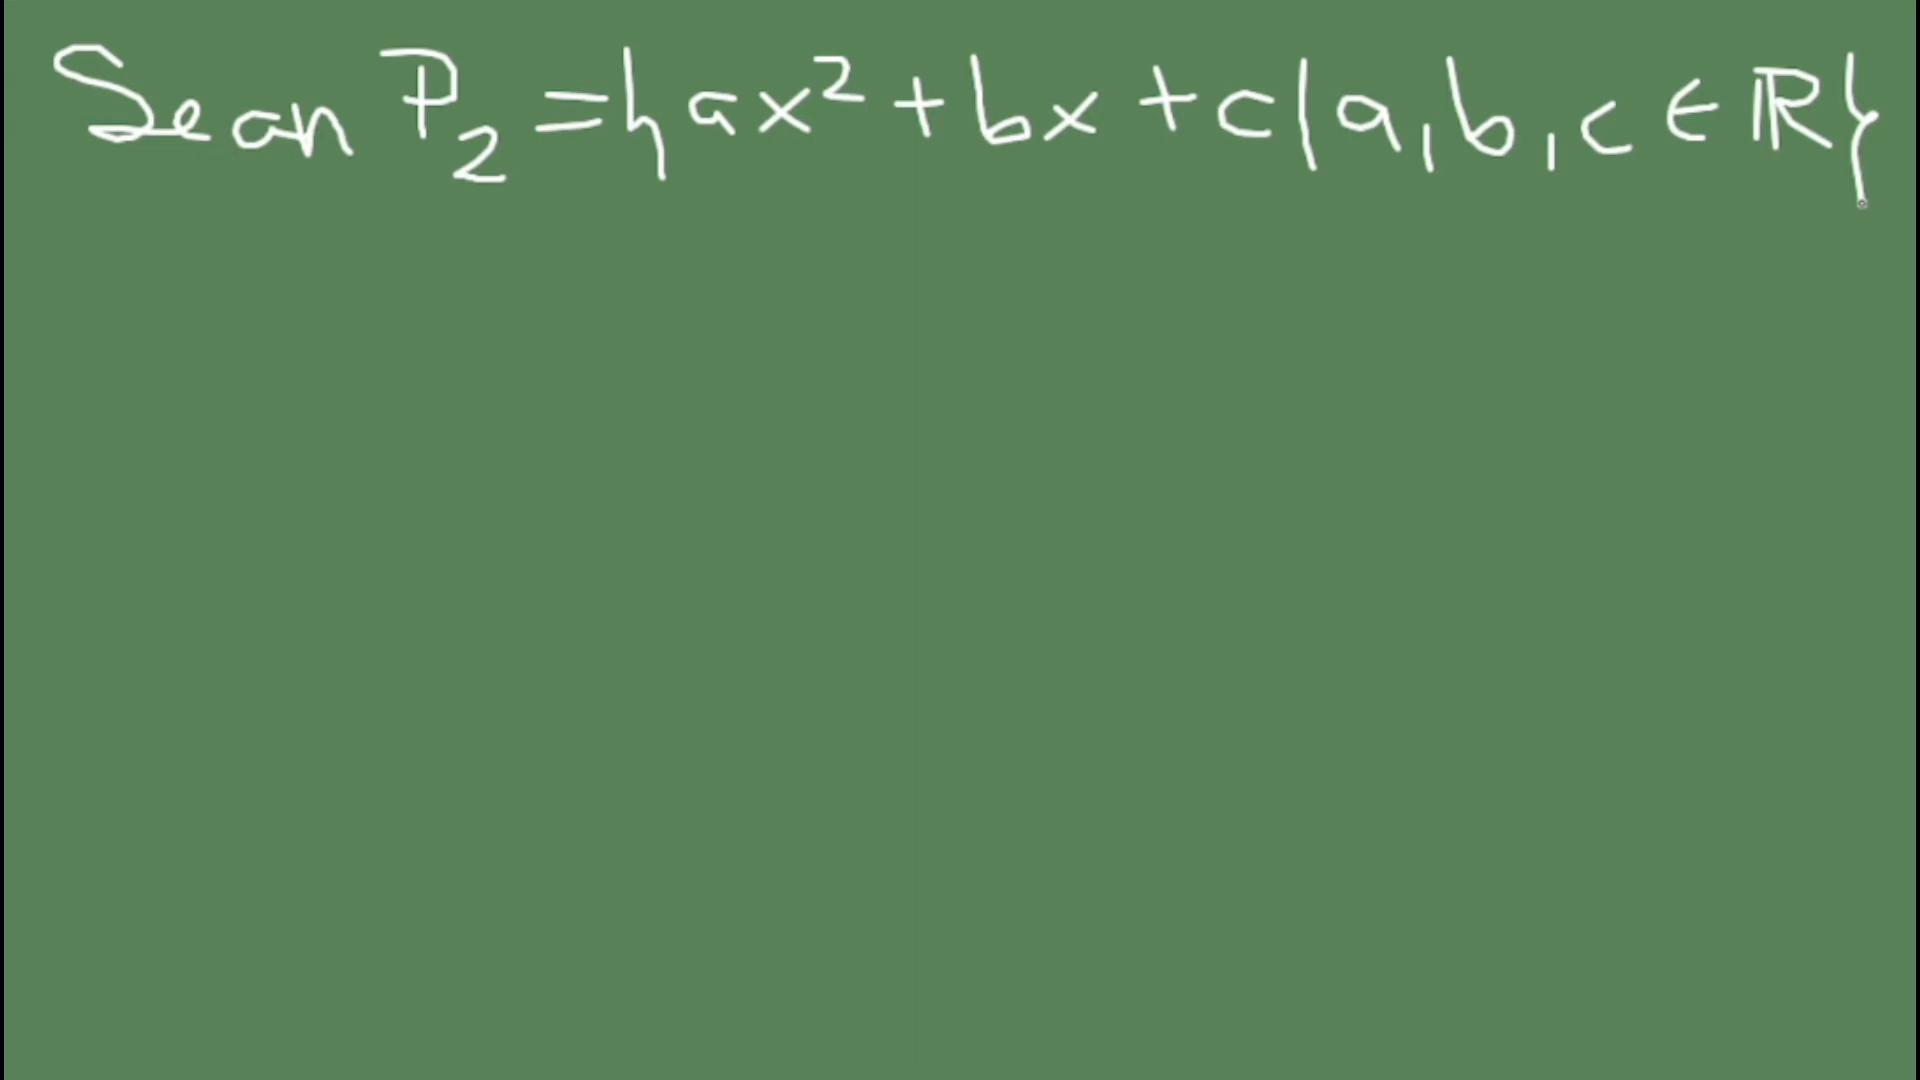 Sean P₂ = {ax² + bx + c | a, b, c ∈ ℝ}